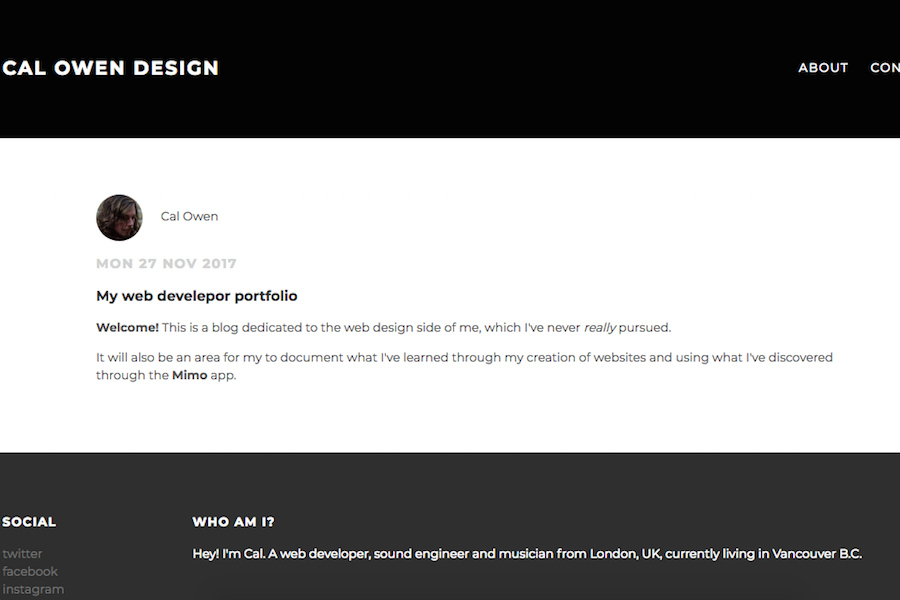 CAL OWEN DESIGN
ABOUT
CON
Cal Owen
MON 27 NOV 2017
My web develepor portfolio
Welcome! This is a blog dedicated to the web design side of me, which I've never really pursued.
It will also be an area for my to document what I've learned through my creation of websites and using what I've discovered
through the Mimo app.
SOCIAL
twitter
facebook
instagram
WHO AM I?
Hey! I'm Cal. A web developer, sound engineer and musician from London, UK, currently living in Vancouver B.C.